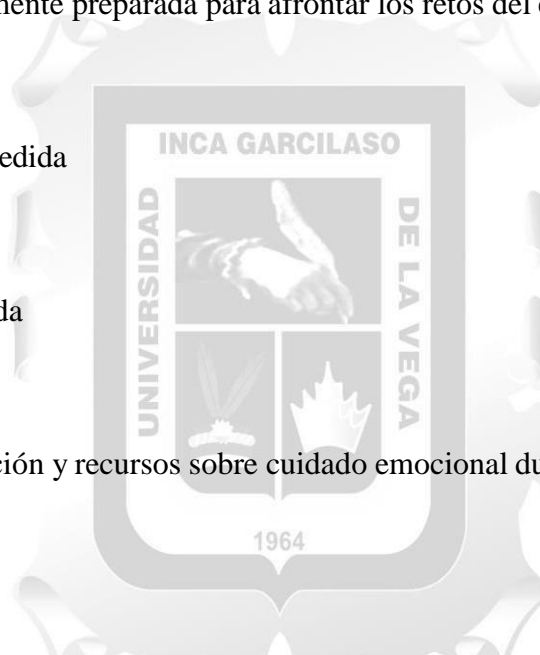 mente preparada para afrontar los retos del
INCA GARCILASO
edida
UNIVERSIDAD
DE LA VEGA
da
ción y recursos sobre cuidado emocional du
1964